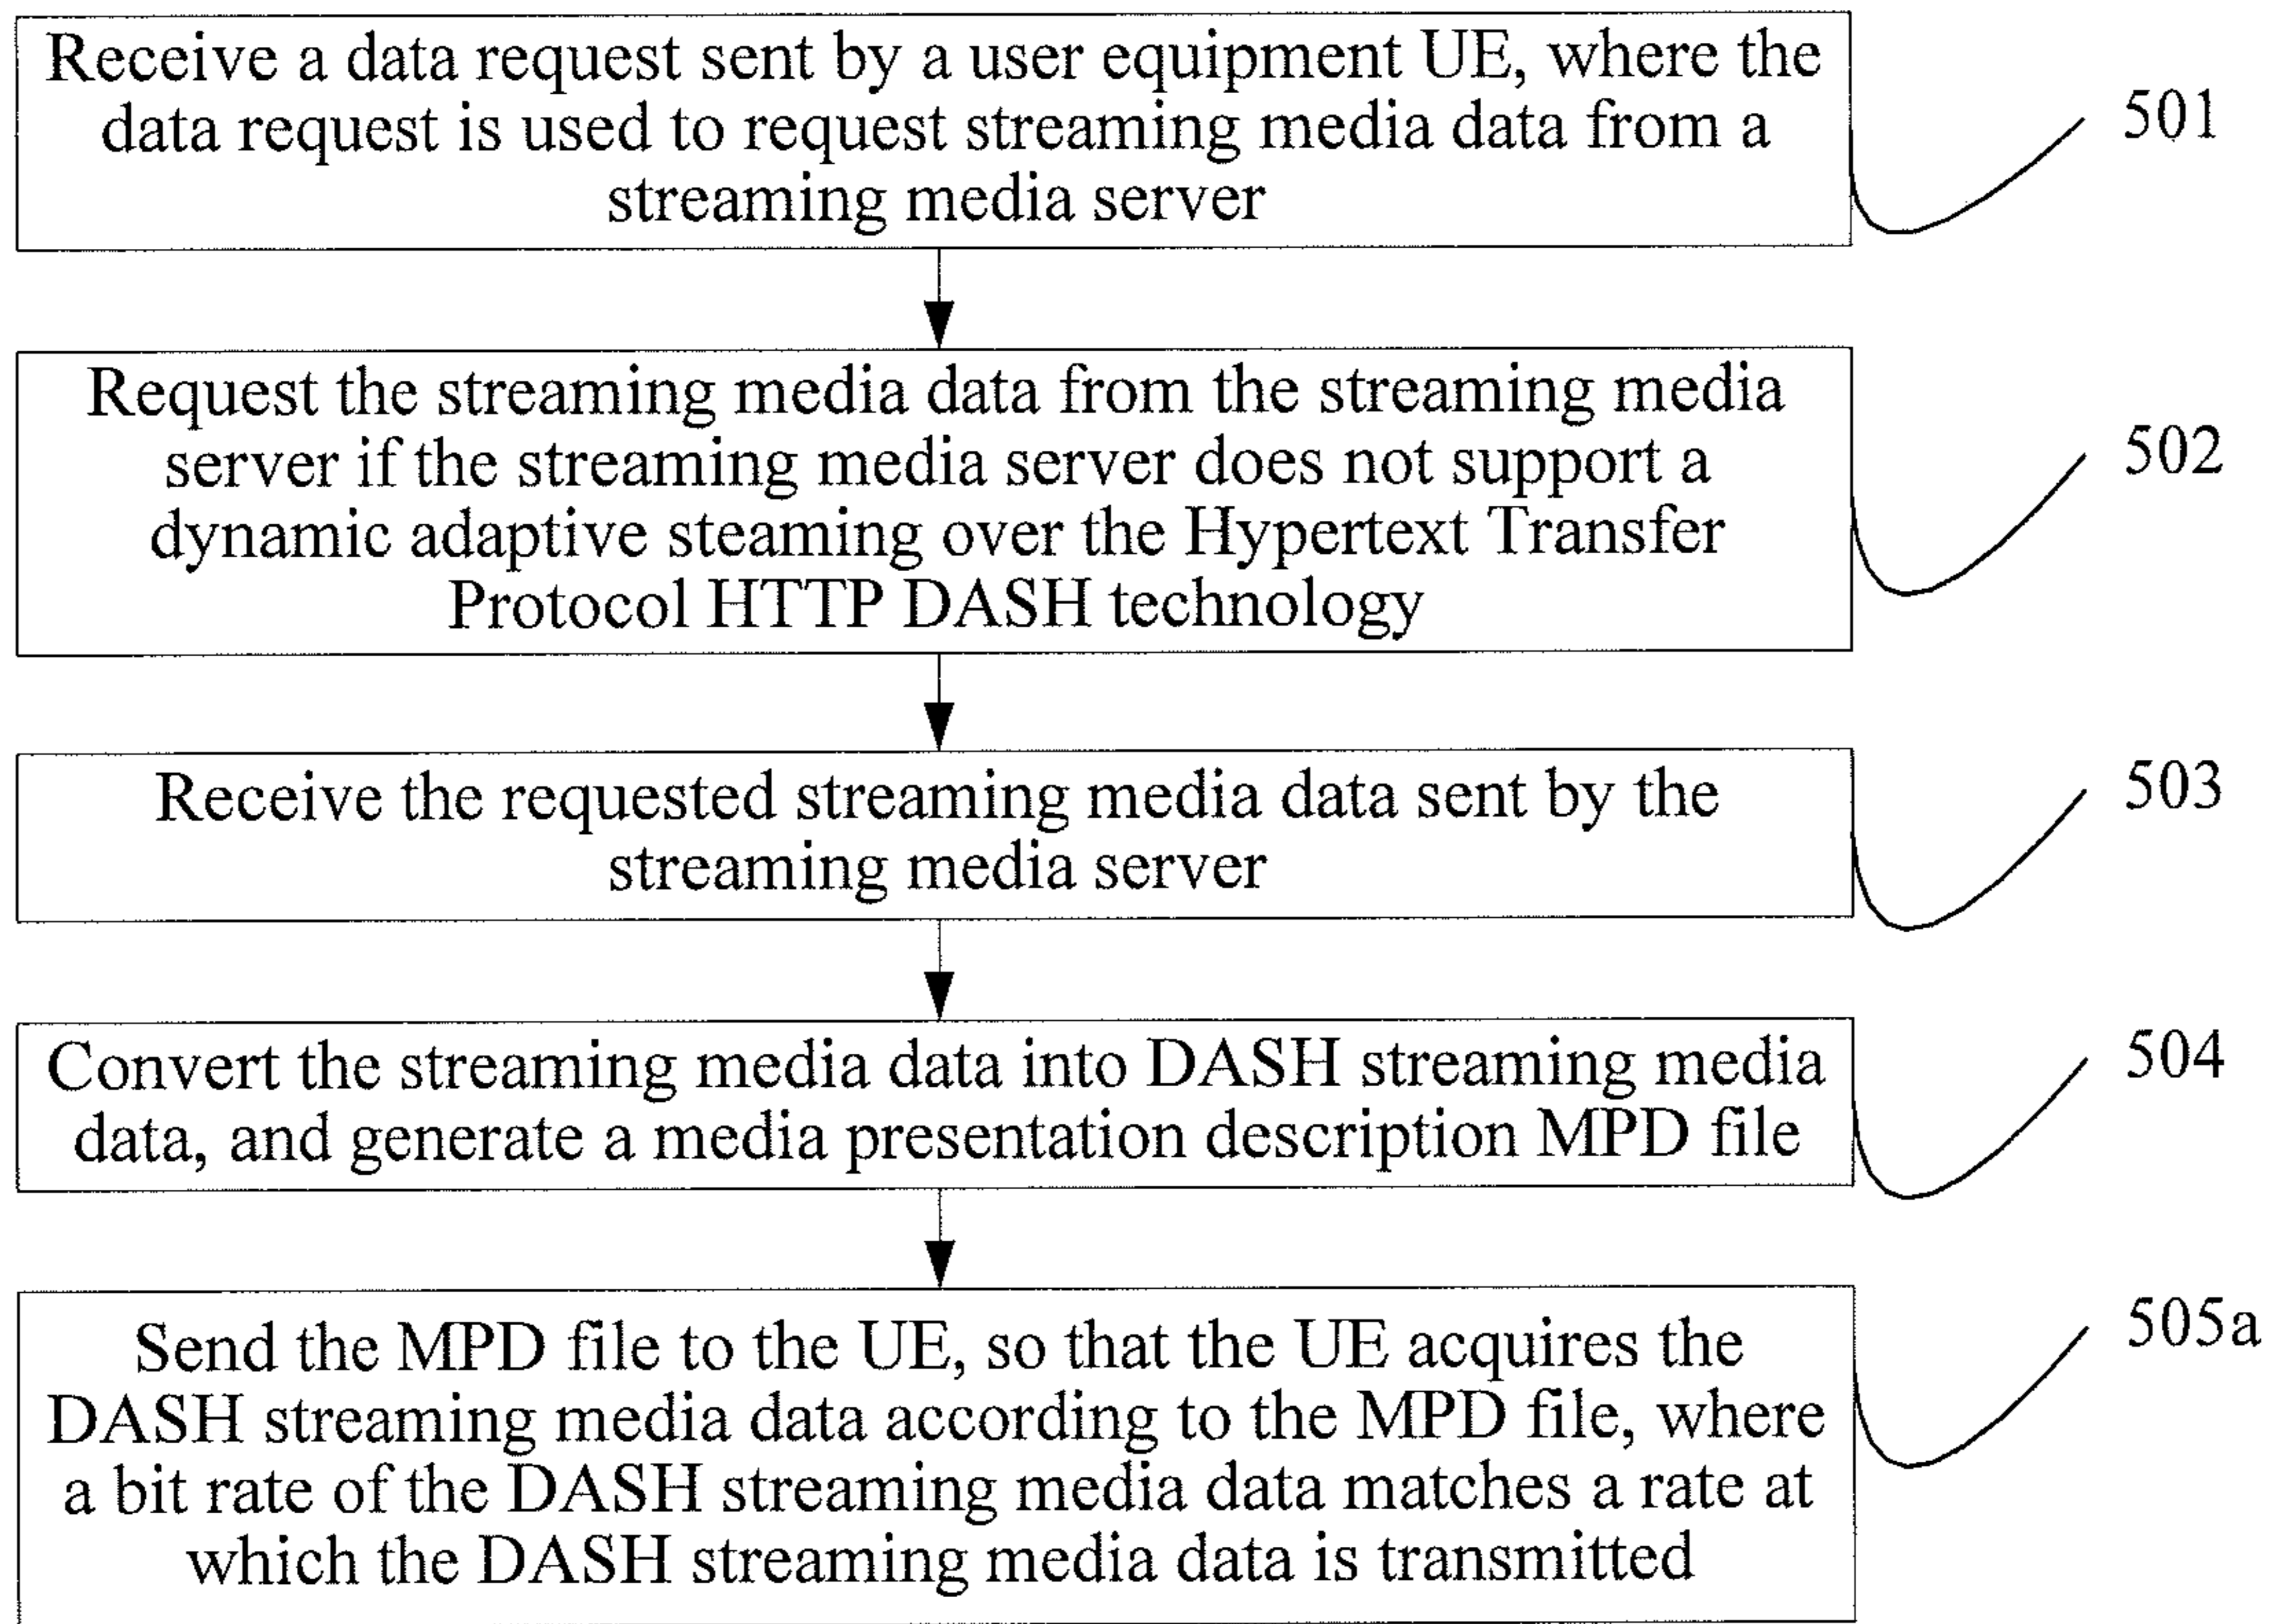 Receive a data request sent by a user equipment UE, where the
data request is used to request streaming media data from a
streaming media server
501
Request the streaming media data from the streaming media
server if the streaming media server does not support a
dynamic adaptive steaming over the Hypertext Transfer
Protocol HTTP DASH technology
502
Receive the requested streaming media data sent by the
streaming media server
503
Convert the streaming media data into DASH streaming media
data, and generate a media presentation description MPD file
504
Send the MPD file to the UE, so that the UE acquires the
DASH streaming media data according to the MPD file, where
a bit rate of the DASH streaming media data matches a rate at
which the DASH streaming media data is transmitted
505a